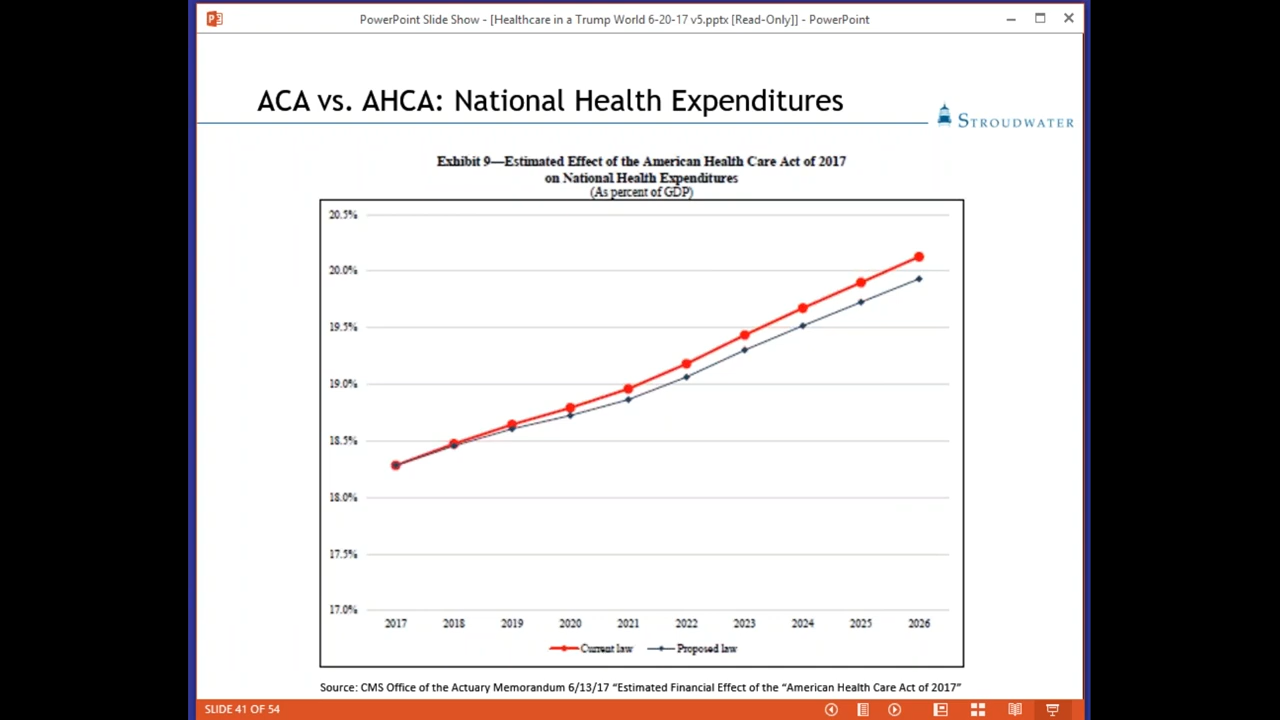 PowerPoint Slide Show - [Healthcare in a Trump World 6-20-17 v5.pptx [Read-Only]] - PowerPoint
ACA vs. AHCA: National Health Expenditures
STROUDWATER
Exhibit 9—Estimated Effect of the American Health Care Act of 2017
on National Health Expenditures
(As percent of GDP)
20.5%
20.0%
19.5%
19.0%
18.5%
18.0%
17.5%
17.0%
2017 2018 2019 2020 2021 2022 2023 2024 2025 2026
Current law Proposed law
Source: CMS Office of the Actuary Memorandum 6/13/17 “Estimated Financial Effect of the “American Health Care Act of 2017”
SLIDE 41 OF 54